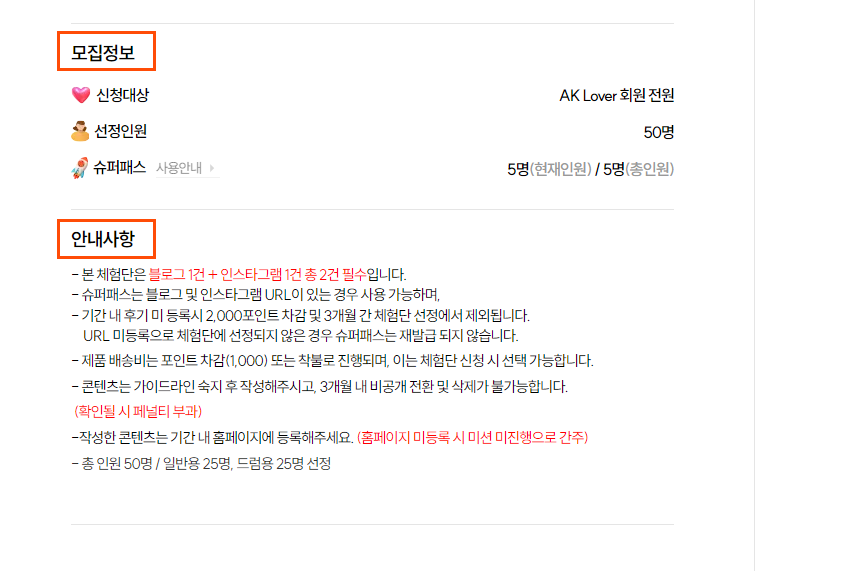 모집정보
신청대상 AK Lover 회원 전원
선정인원 50명
슈퍼패스 사용안내 5명(현재인원) / 5명(총인원)
안내사항
- 본 체험단은 블로그 1건 + 인스타그램 1건 총 2건 필수입니다.
- 슈퍼패스는 블로그 및 인스타그램 URL이 있는 경우 사용 가능하며,
- 기간 내 후기 미 등록시 2,000포인트 차감 및 3개월 간 체험단 선정에서 제외됩니다.
URL 미등록으로 체험단에 선정되지 않은 경우 슈퍼패스는 재발급 되지 않습니다.
- 제품 배송비는 포인트 차감(1,000) 또는 착불로 진행되며, 이는 체험단 신청 시 선택 가능합니다.
- 콘텐츠는 가이드라인 숙지 후 작성해주시고, 3개월 내 비공개 전환 및 삭제가 불가능합니다.
(확인될 시 페널티 부과)
-작성한 콘텐츠는 기간 내 홈페이지에 등록해주세요. (홈페이지 미등록 시 미션 미진행으로 간주)
- 총 인원 50명 / 일반용 25명, 드럼용 25명 선정